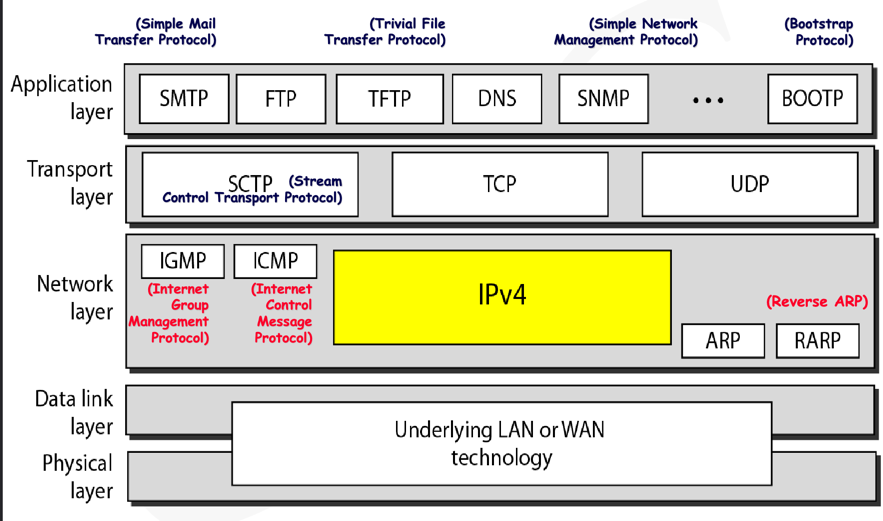 (Simple Mail
Transfer Protocol)
(Trivial File
Transfer Protocol)
(Simple Network
Management Protocol)
(Bootstrap
Protocol)
Application
layer
SMTP
FTP
TFTP
DNS
SNMP
...
BOOTP
Transport
layer
SCTP (Stream
Control Transport Protocol)
TCP
UDP
Network
layer
IGMP
(Internet
Group
Management
Protocol)
ICMP
(Internet
Control
Message
Protocol)
IPv4
(Reverse ARP)
ARP
RARP
Data link
layer
Physical
layer
Underlying LAN or WAN
technology